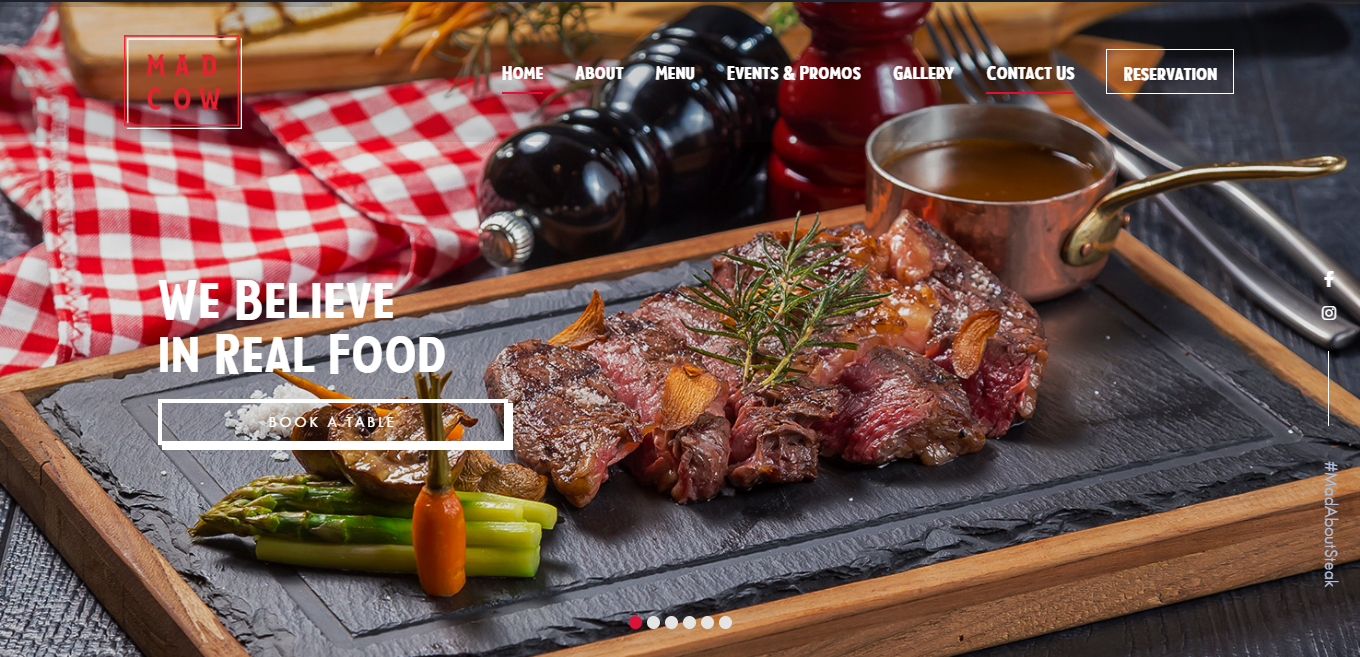 MAD
COW
HOME
ABOUT
MENU
EVENTS & PROMOS
GALLERY
CONTACT US
RESERVATION
WE BELIEVE
IN REAL FOOD
BOOK A TABLE
#MadAboutSteak